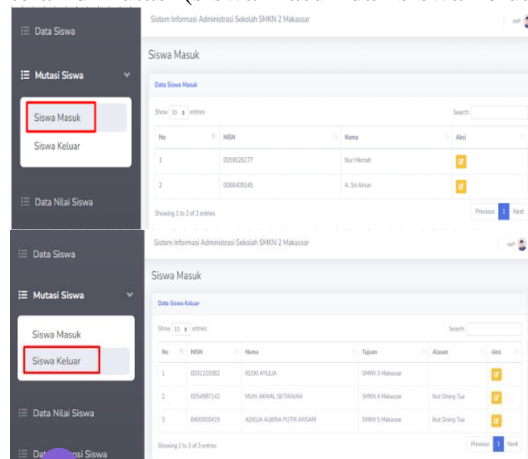 Sistem Informasi Administrasi Sekolah SMKN 2 Makassar
Data Siswa
Siswa Masuk
Mutasi Siswa
Data Siswa Masuk
Show 10 entries Search:
Siswa Masuk
No NISN Nama Aksi
Siswa Keluar
1 0059026277 Nur Hikmah
2 A. Sri Ainun
Data Nilai Siswa
Showing 1 to 2 of 2 entries Previous 1 Next
Sistem Informasi Administrasi Sekolah SMKN 2 Makassar
Data Siswa
Siswa Masuk
Mutasi Siswa
Data Siswa Keluar
Show 10 entries Search:
Siswa Masuk
No NISN Nama Tujuan Alasan Aksi
Siswa Keluar
1 RESKI AYULIA SMKN 3 Makassar
2 MUH. AKMAL SETIAWAN SMKN 4 Makassar Ikut Orang Tua
Data Nilai Siswa
3 ADELIA ALBINA PUTRI ANSARI SMKN 5 Makassar Ikut Orang Tua
Showing 1 to 3 of 3 entries Previous 1 Next
Siswa